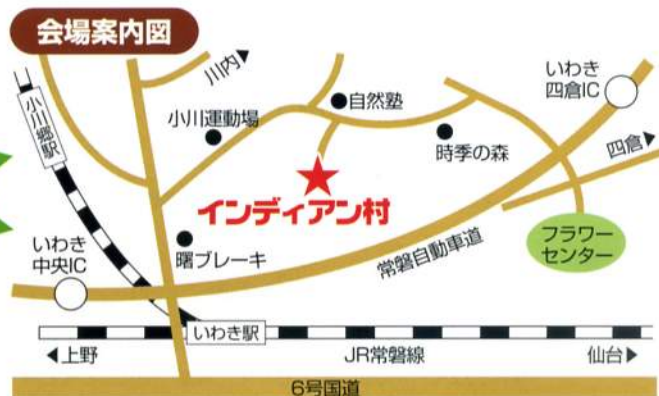 会場案内図
川内▶
いわき
四倉IC
小川郷駅
自然塾
小川運動場
時季の森
四倉▶
インディアン村
いわき
中央IC
曙ブレーキ
常磐自動車道
フラワー
センター
いわき駅
◀上野
JR常磐線
仙台▶
6号国道